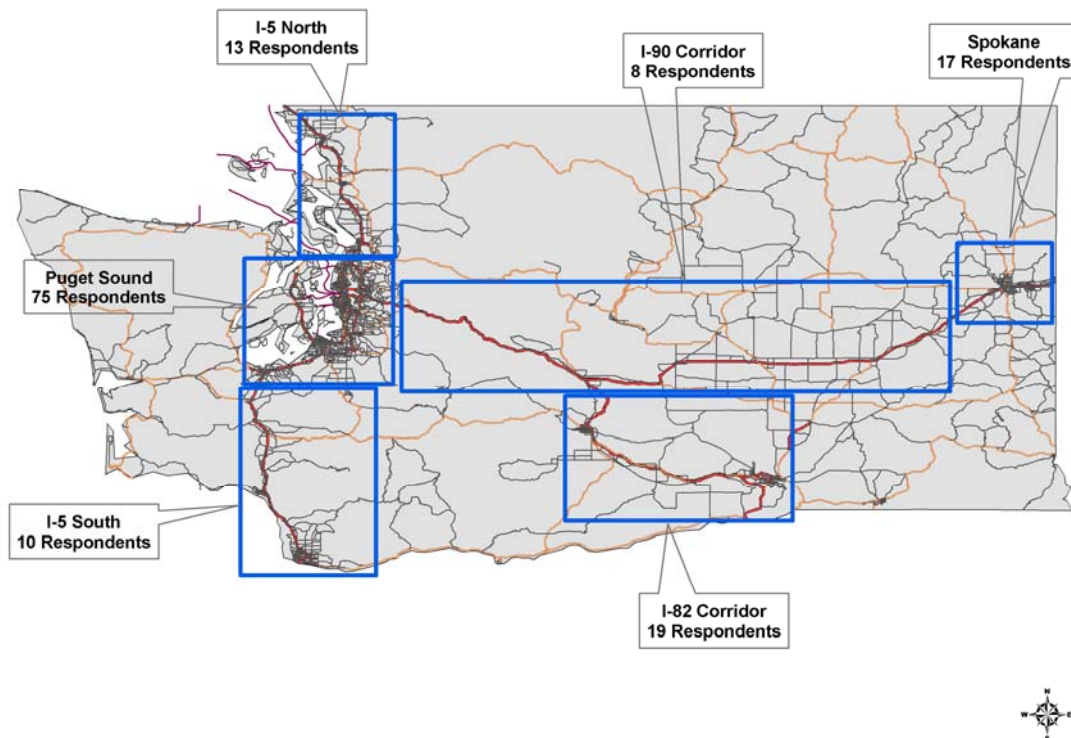 I-5 North
13 Respondents
I-90 Corridor
8 Respondents
Spokane
17 Respondents
Puget Sound
75 Respondents
I-5 South
10 Respondents
I-82 Corridor
19 Respondents
N
W
E
S